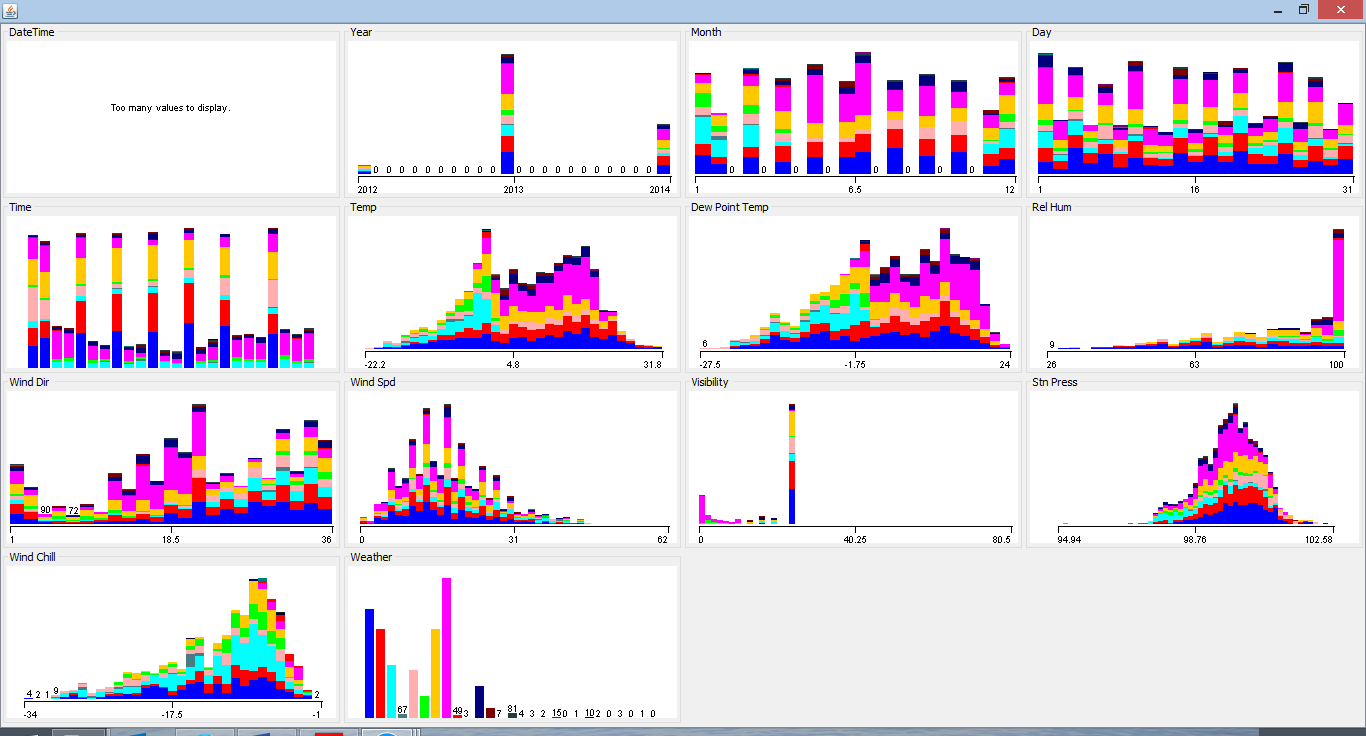 DateTime
Too many values to display.
Year
0 0 0 0 0 0 0 0 0 0 0 0 0 0 0 0 0 0 0 0
2012 2013 2014
Month
0 0 0 0 0 0 0
1 6.5 12
Day
1 16 31
Time
Temp
-22.2 4.8 31.8
Dew Point Temp
6
-27.5 -1.75 24
Rel Hum
9
26 63 100
Wind Dir
90 72
1 18.5 36
Wind Spd
0 31 62
Visibility
0 40.25 80.5
Stn Press
94.94 98.76 102.58
Wind Chill
4 2 1 9 2
-34 -17.5 -1
Weather
67 49 3 7 81 4 3 2 15 0 1 10 2 0 3 0 1 0